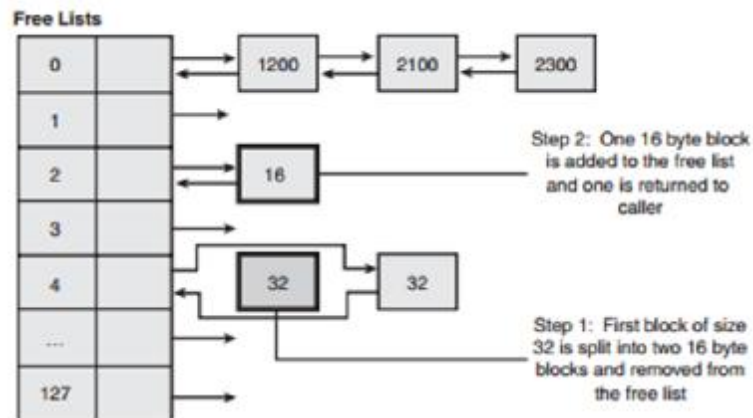 Free Lists
0
1200
2100
2300
1
2
16
Step 2: One 16 byte block
is added to the free list
and one is returned to
caller
3
4
32
32
...
127
Step 1: First block of size
32 is split into two 16 byte
blocks and removed from
the free list